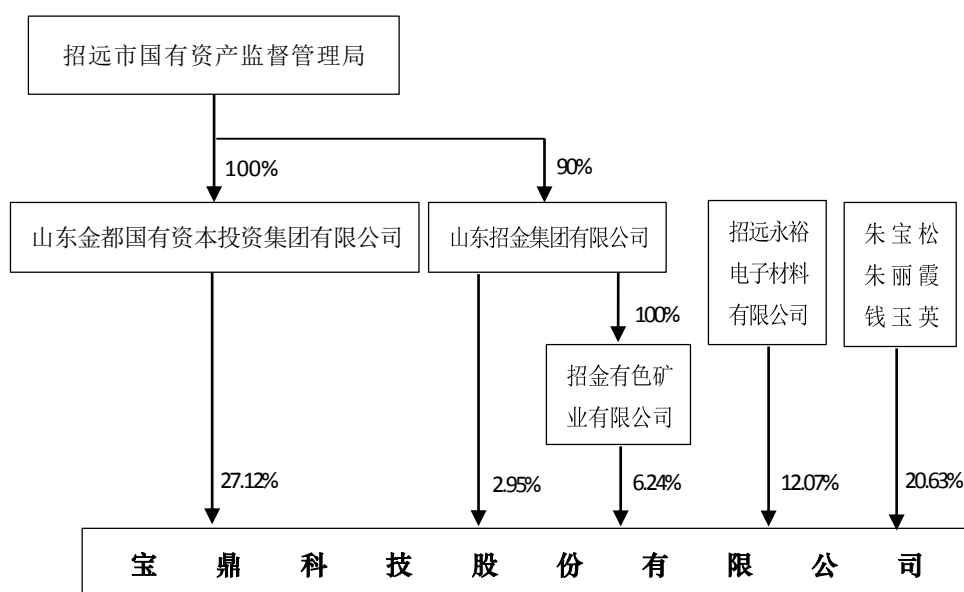 招远市国有资产监督管理局
100%
90%
山东金都国有资本投资集团有限公司
山东招金集团有限公司
招远永裕
电子材料
有限公司
朱宝松
朱丽霞
钱玉英
100%
招金有色矿
业有限公司
27.12%
2.95%
6.24%
12.07%
20.63%
宝鼎科技股份有限公司